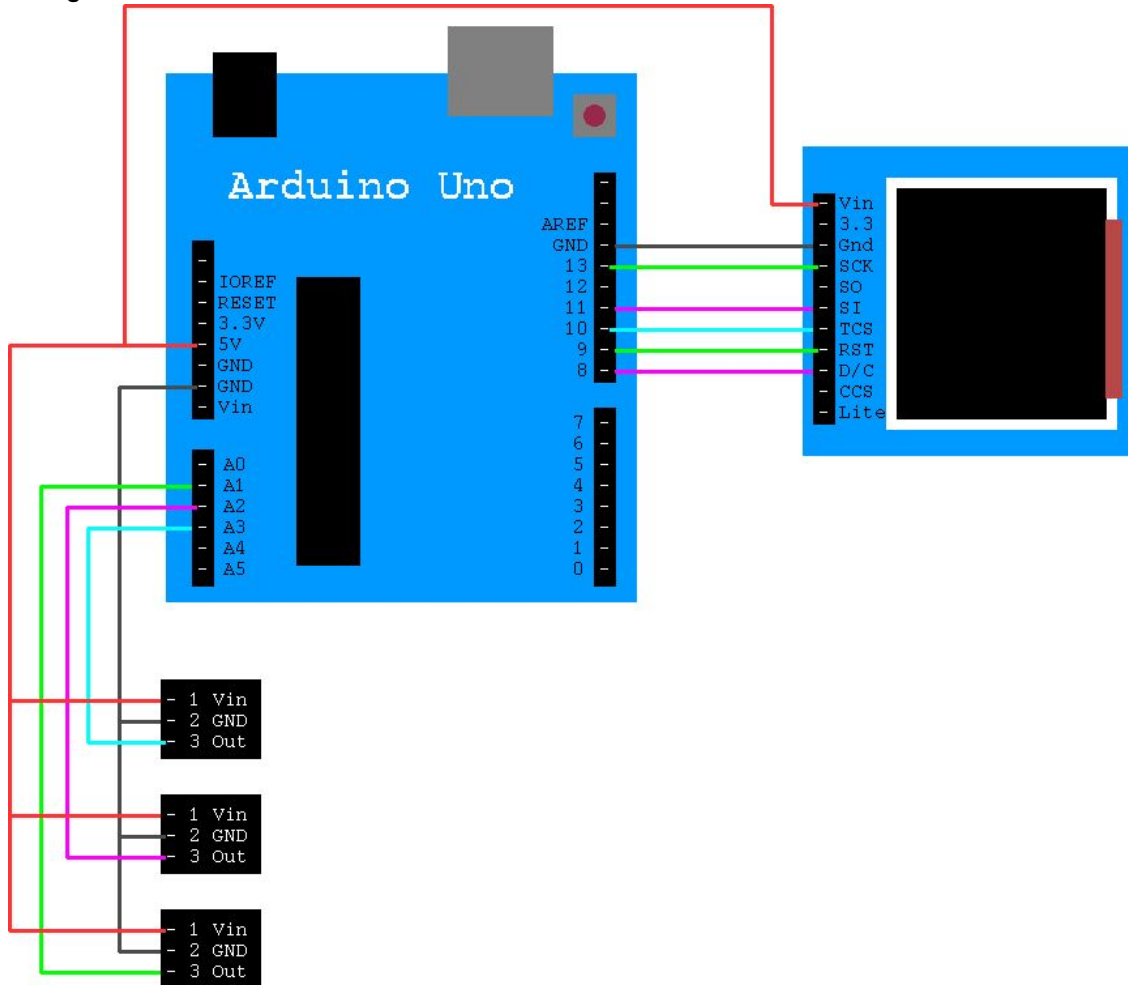 Arduino Uno
AREF
GND
13
12
11
10
9
8
7
6
5
4
3
2
1
0
IOREF
RESET
3.3V
5V
GND
GND
Vin
A0
A1
A2
A3
A4
A5
Vin
3.3
Gnd
SCK
SO
SI
TCS
RST
D/C
CCS
Lite
1 Vin
2 GND
3 Out
1 Vin
2 GND
3 Out
1 Vin
2 GND
3 Out